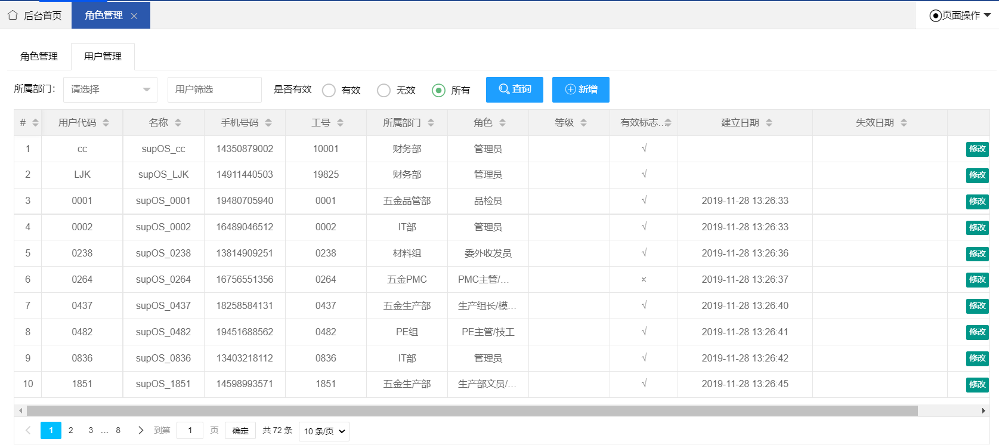 后台首页 角色管理 × 页面操作
角色管理 用户管理
所属部门： 请选择 用户筛选 是否有效 有效 无效 所有 查询 新增
# 用户代码 名称 手机号码 工号 所属部门 角色 等级 有效标志... 建立日期 失效日期
1 cc supOS_cc 14350879002 10001 财务部 管理员 √ 修改
2 LJK supOS_LJK 14911440503 19825 财务部 管理员 √ 修改
3 0001 supOS_0001 19480705940 0001 五金品管部 品检员 √ 2019-11-28 13:26:33 修改
4 0002 supOS_0002 16489046512 0002 IT部 管理员 √ 2019-11-28 13:26:33 修改
5 0238 supOS_0238 13814909251 0238 材料组 委外收发员 √ 2019-11-28 13:26:36 修改
6 0264 supOS_0264 16756551356 0264 五金PMC PMC主管/... × 2019-11-28 13:26:37 修改
7 0437 supOS_0437 18258584131 0437 五金生产部 生产组长/模... √ 2019-11-28 13:26:40 修改
8 0482 supOS_0482 19451688562 0482 PE组 PE主管/技工 √ 2019-11-28 13:26:41 修改
9 0836 supOS_0836 13403218112 0836 IT部 管理员 √ 2019-11-28 13:26:42 修改
10 1851 supOS_1851 14598993571 1851 五金生产部 生产部文员/... √ 2019-11-28 13:26:45 修改
1 2 3 ... 8 到第 1 页 确定 共 72 条 10 条/页